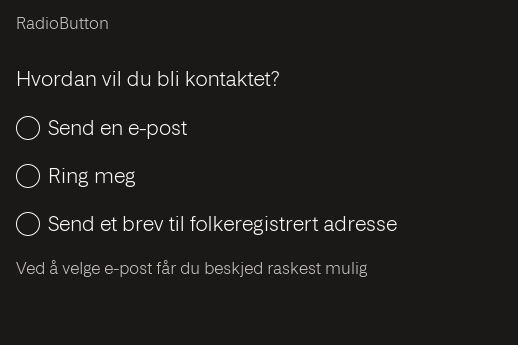 RadioButton
Hvordan vil du bli kontaktet?
Send en e-post
Ring meg
Send et brev til folkeregistrert adresse
Ved å velge e-post får du beskjed raskest mulig